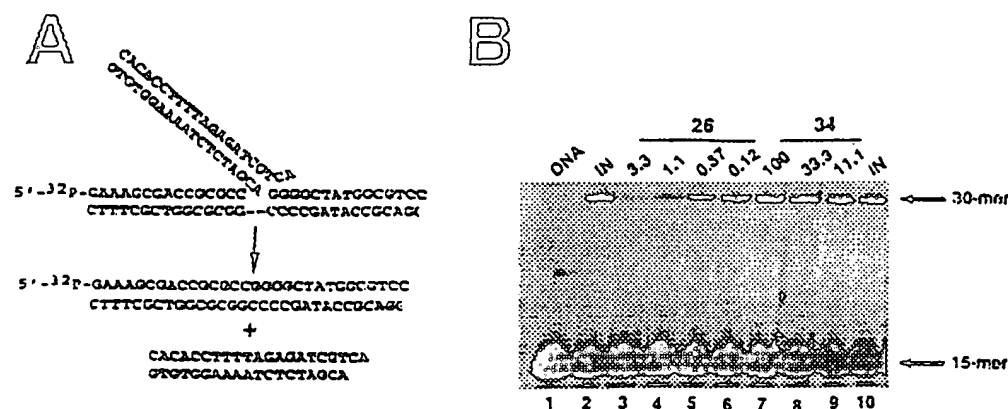 A
CACACCTTTTAGAGATCGTCA
GTGTGGAAAATCTCTAGCA
5'-32P-GAAAGCGACCGCGCC GGGGCTATGGCGTCC
CTTTCGCTGGCGCGG--CCCCGATACCGCAGG
5'-32P-GAAAGCGACCGCGCCGGGGCTATGGCGTCC
CTTTCGCTGGCGCGGCCCCGATACCGCAGG
+
CACACCTTTTAGAGATCGTCA
GTGTGGAAAATCTCTAGCA
B
26 34
DNA IN 3.3 1.1 0.37 0.12 100 33.3 11.1 IN
30-mer
15-mer
1 2 3 4 5 6 7 8 9 10